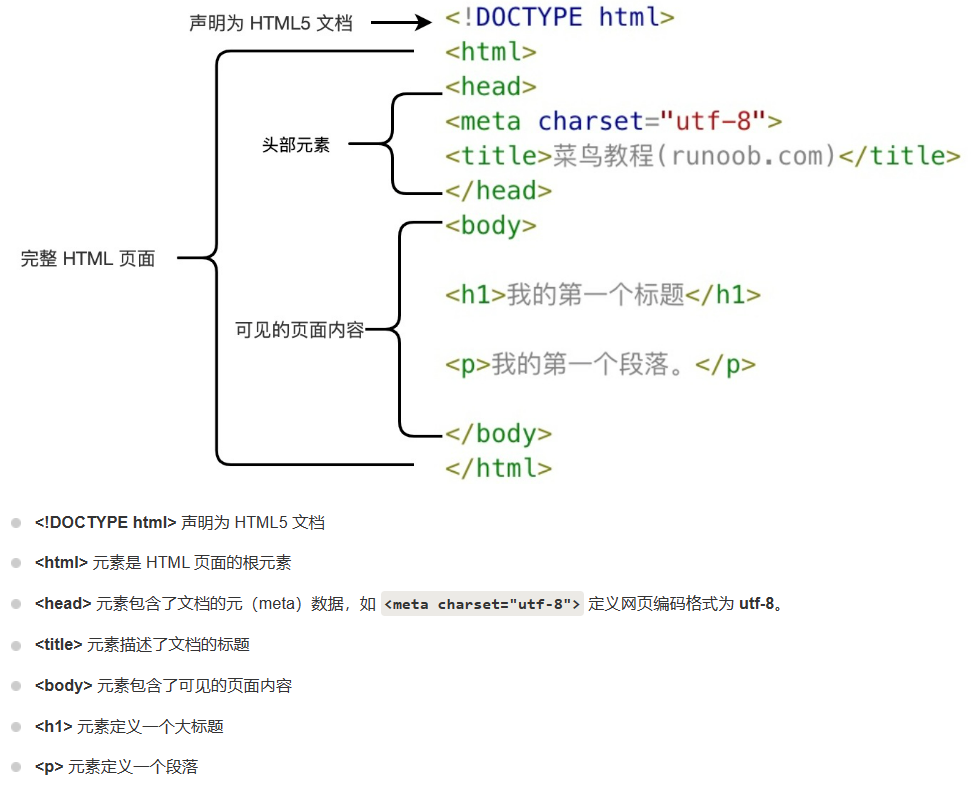 声明为 HTML5 文档
<!DOCTYPE html>
<html>
<head>
<meta charset="utf-8">
头部元素
<title>菜鸟教程(runoob.com)</title>
</head>
<body>
完整 HTML 页面
<h1>我的第一个标题</h1>
可见的页面内容
<p>我的第一个段落。</p>
</body>
</html>
<!DOCTYPE html> 声明为 HTML5 文档
<html> 元素是 HTML 页面的根元素
<head> 元素包含了文档的元（meta）数据，如 <meta charset="utf-8"> 定义网页编码格式为 utf-8。
<title> 元素描述了文档的标题
<body> 元素包含了可见的页面内容
<h1> 元素定义一个大标题
<p> 元素定义一个段落